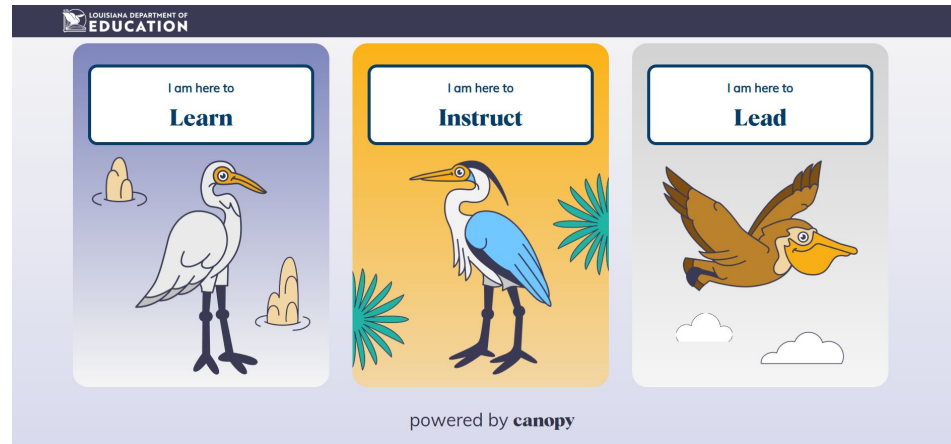 LOUISIANA DEPARTMENT OF
EDUCATION
I am here to
Learn
I am here to
Instruct
I am here to
Lead
powered by canopy